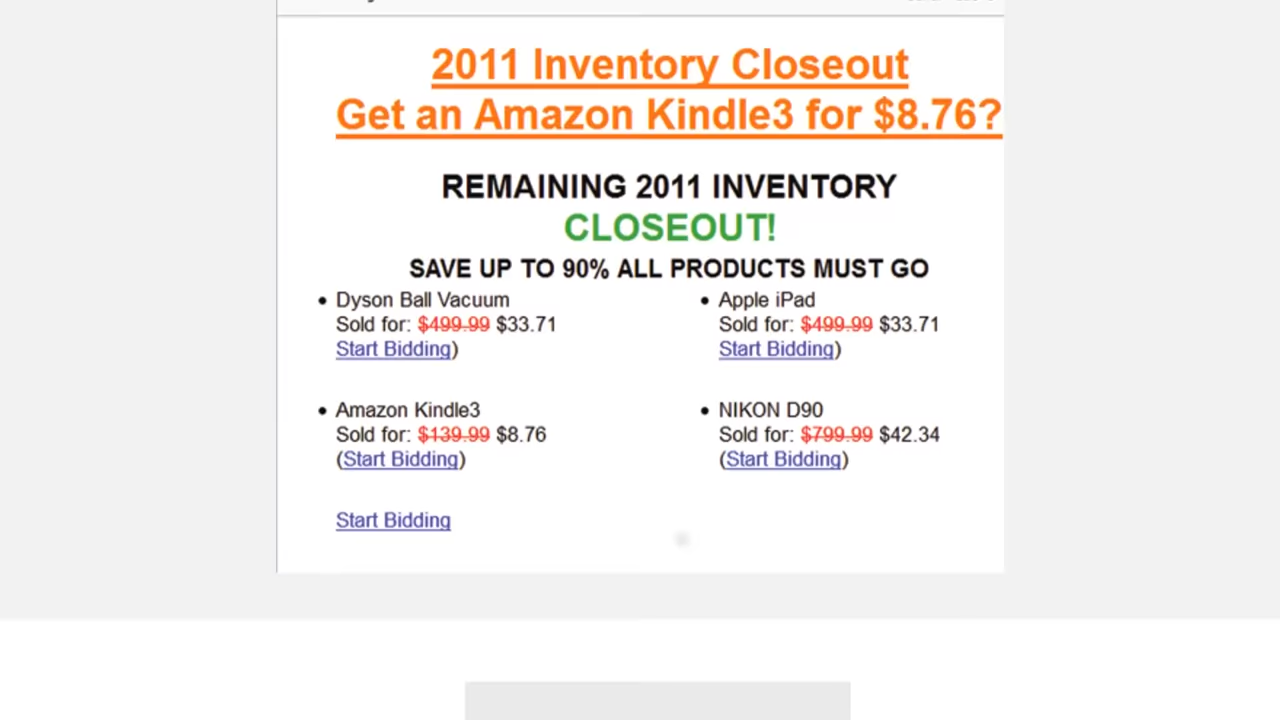 2011 Inventory Closeout
Get an Amazon Kindle3 for $8.76?
REMAINING 2011 INVENTORY
CLOSEOUT!
SAVE UP TO 90% ALL PRODUCTS MUST GO
• Dyson Ball Vacuum
Sold for: $499.99 $33.71
Start Bidding)
• Apple iPad
Sold for: $499.99 $33.71
Start Bidding)
• Amazon Kindle3
Sold for: $139.99 $8.76
(Start Bidding)
• NIKON D90
Sold for: $799.99 $42.34
(Start Bidding)
Start Bidding